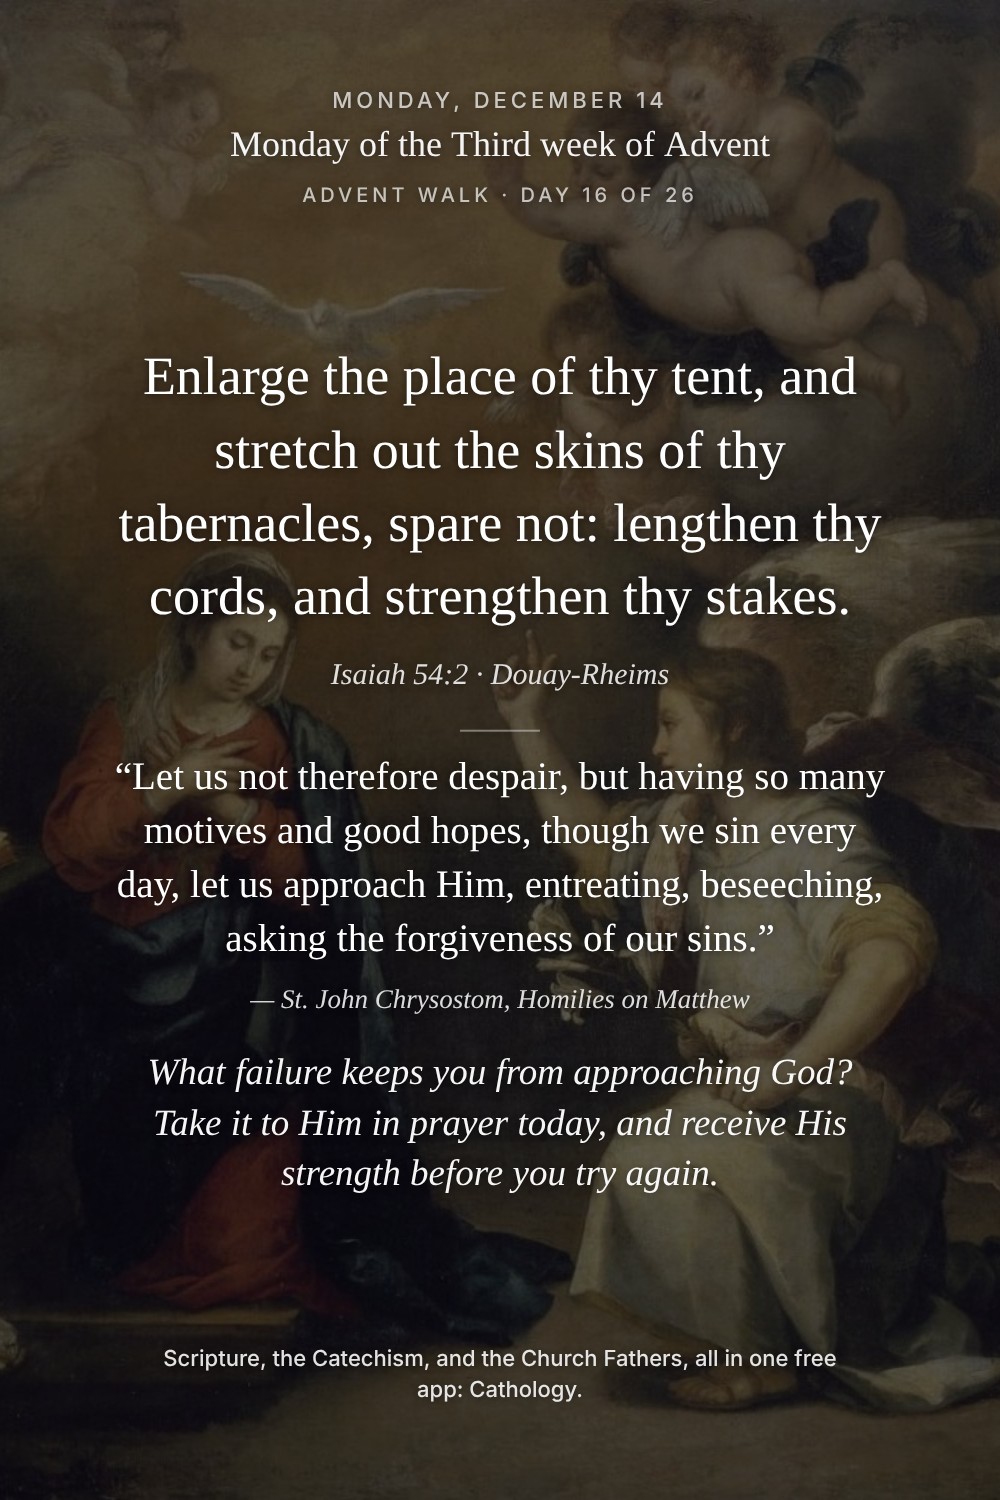 MONDAY, DECEMBER 14
Monday of the Third week of Advent
ADVENT WALK · DAY 16 OF 26
Enlarge the place of thy tent, and
stretch out the skins of thy
tabernacles, spare not: lengthen thy
cords, and strengthen thy stakes.
Isaiah 54:2 · Douay-Rheims
“Let us not therefore despair, but having so many
motives and good hopes, though we sin every
day, let us approach Him, entreating, beseeching,
asking the forgiveness of our sins.”
— St. John Chrysostom, Homilies on Matthew
What failure keeps you from approaching God?
Take it to Him in prayer today, and receive His
strength before you try again.
Scripture, the Catechism, and the Church Fathers, all in one free
app: Cathology.